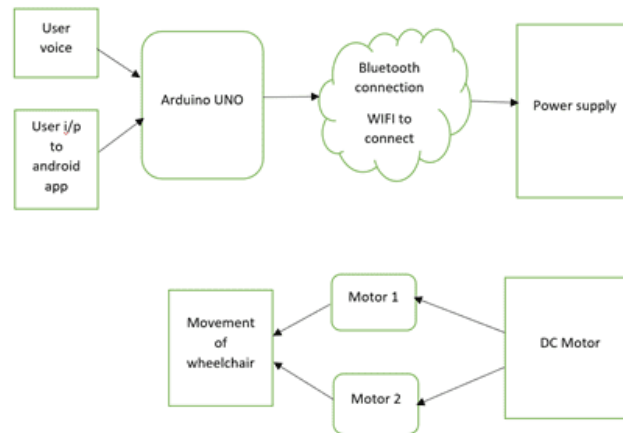 User
voice
User i/p
to
android
app
Arduino UNO
Bluetooth
connection
WIFI to
connect
Power supply
Movement
of
wheelchair
Motor 1
Motor 2
DC Motor